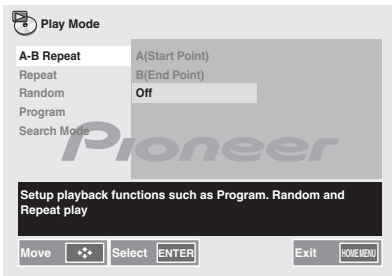 Play Mode
A-B Repeat A(Start Point)
Repeat B(End Point)
Random Off
Program
Search Mode
Pioneer
Setup playback functions such as Program. Random and
Repeat play
Move Select ENTER Exit HOME MENU